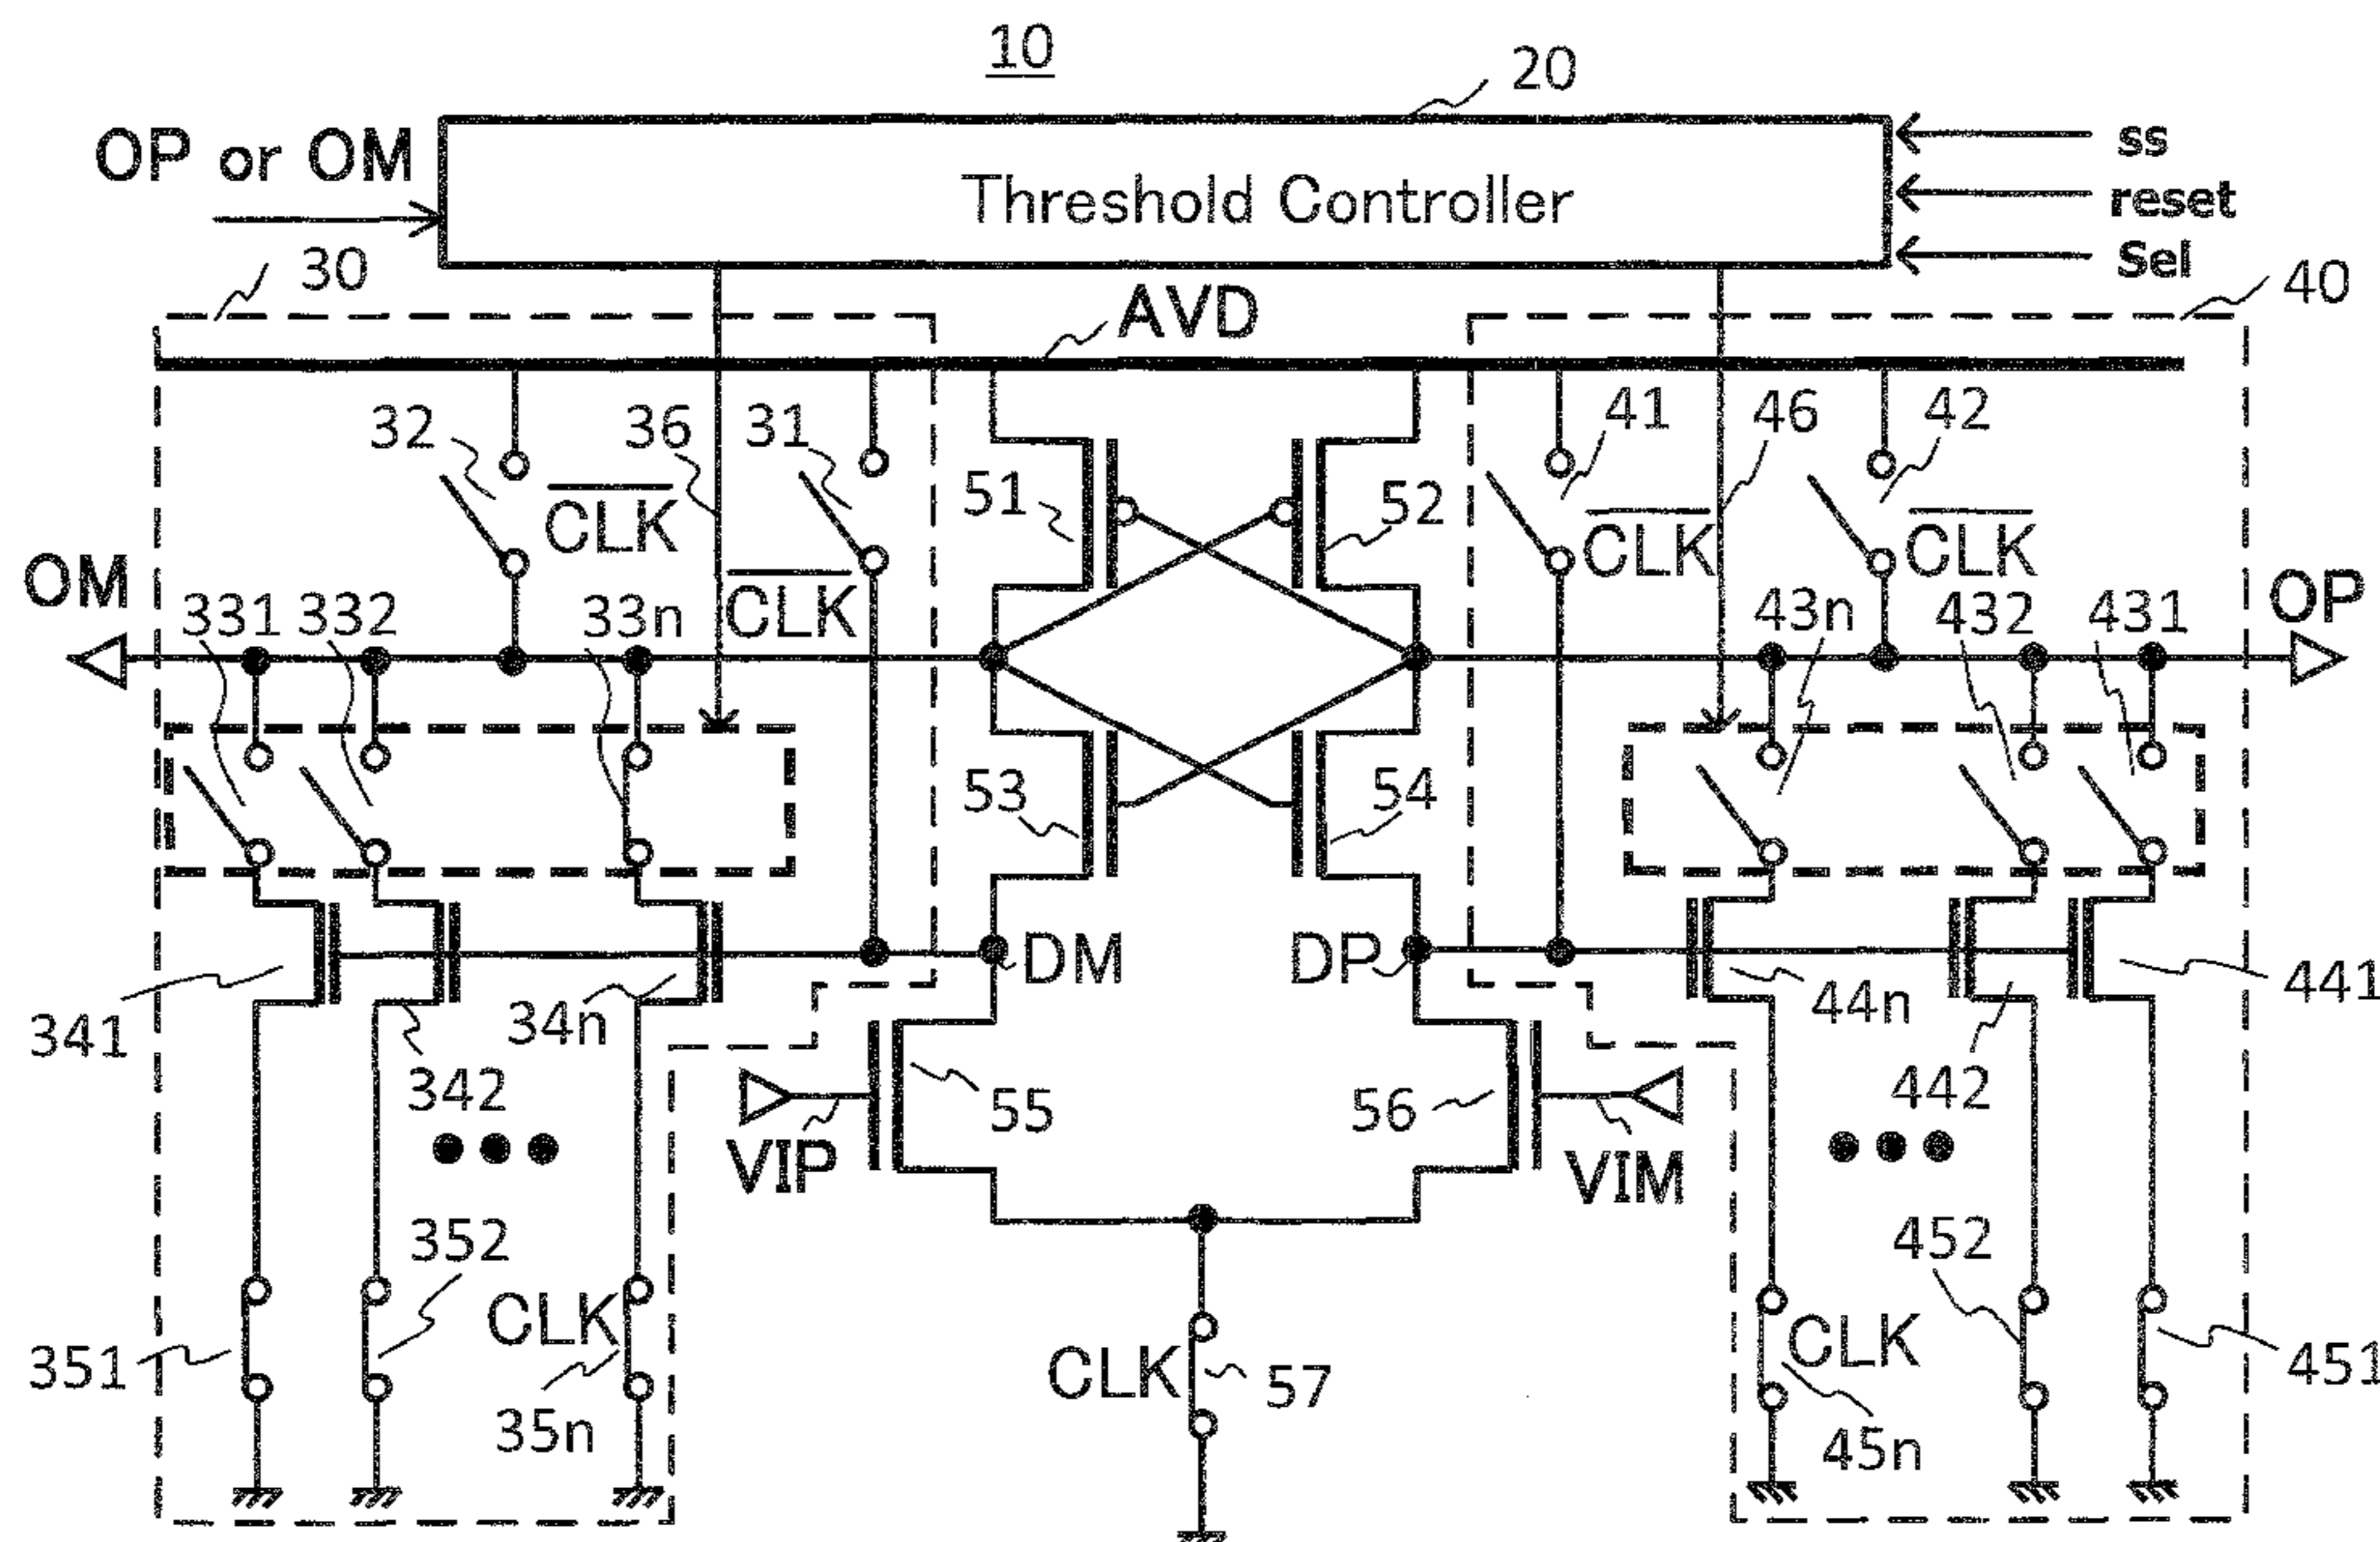 10
20
OP or OM
Threshold Controller
ss
reset
Sel
30
40
AVD
32
36
31
41
46
42
CLK
CLK
CLK
CLK
51
52
OM
OP
331
332
33n
43n
432
431
53
54
DM
DP
341
342
34n
44n
442
441
VIP
55
56
VIM
352
CLK
351
35n
CLK
57
452
CLK
451
45n